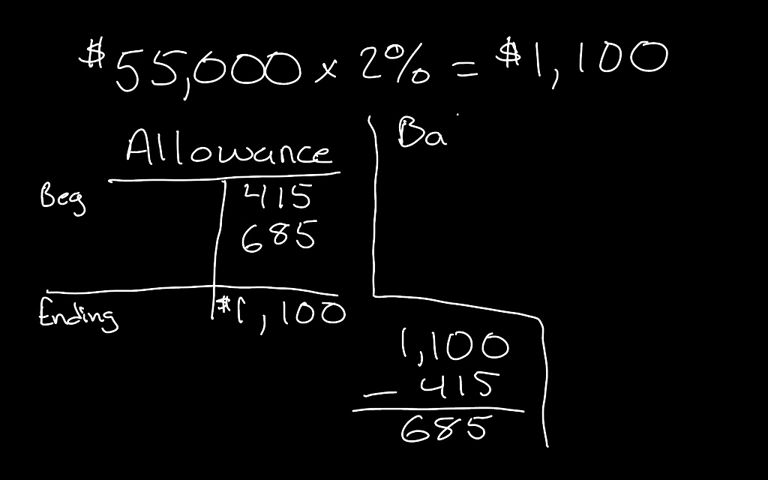 $55,000 x 2% = $1,100
Allowance
Beg 415
685
Ending $1,100
Ba
1,100
- 415
685